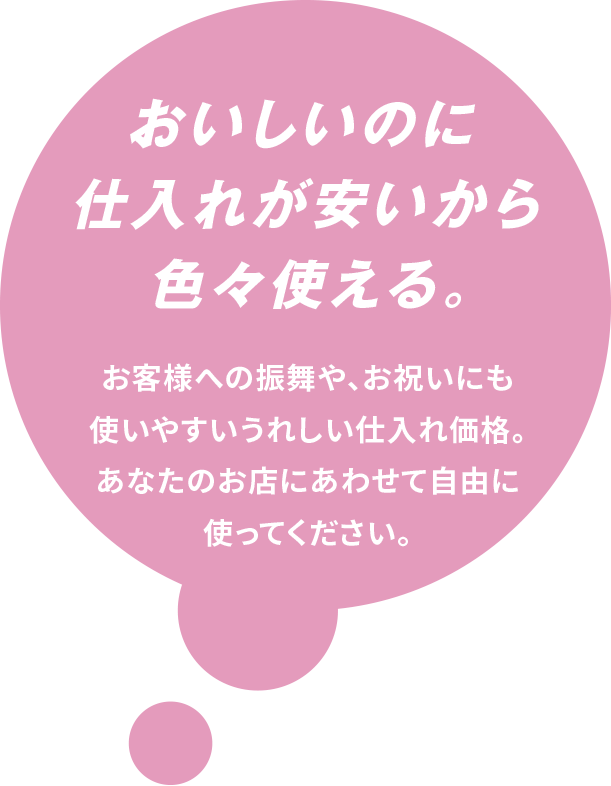 おいしいのに
仕入れが安いから
色々使える。
お客様への振舞や、お祝いにも
使いやすいうれしい仕入れ価格。
あなたのお店にあわせて自由に
使ってください。